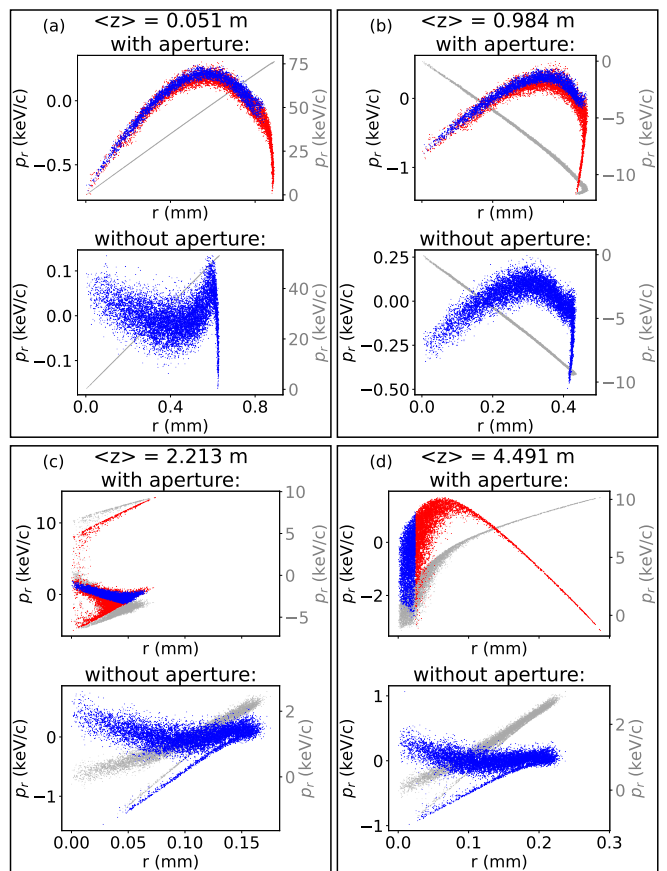 (a) <z> = 0.051 m
with aperture:
75
50
25
0
0.0
−0.5
p_r (keV/c)
p_r (keV/c)
r (mm)
without aperture:
0.1
0.0
−0.1
40
20
0
p_r (keV/c)
p_r (keV/c)
0.0 0.4 0.8
r (mm)
(b) <z> = 0.984 m
with aperture:
1
0
−1
0
−5
−10
p_r (keV/c)
p_r (keV/c)
r (mm)
without aperture:
0.25
0.00
−0.25
−0.50
0
−5
−10
p_r (keV/c)
p_r (keV/c)
0.0 0.2 0.4
r (mm)
(c) <z> = 2.213 m
with aperture:
10
0
10
5
0
−5
p_r (keV/c)
p_r (keV/c)
r (mm)
without aperture:
0
−1
2
0
p_r (keV/c)
p_r (keV/c)
0.00 0.05 0.10 0.15
r (mm)
(d) <z> = 4.491 m
with aperture:
0
−2
10
5
0
p_r (keV/c)
p_r (keV/c)
r (mm)
without aperture:
1
0
−1
2
0
p_r (keV/c)
p_r (keV/c)
0.0 0.1 0.2 0.3
r (mm)